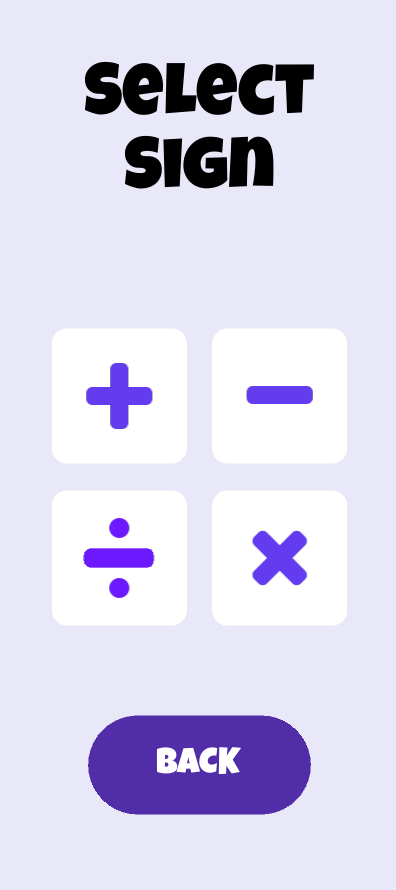 Select
Sign
+ −
÷ ×
BACK